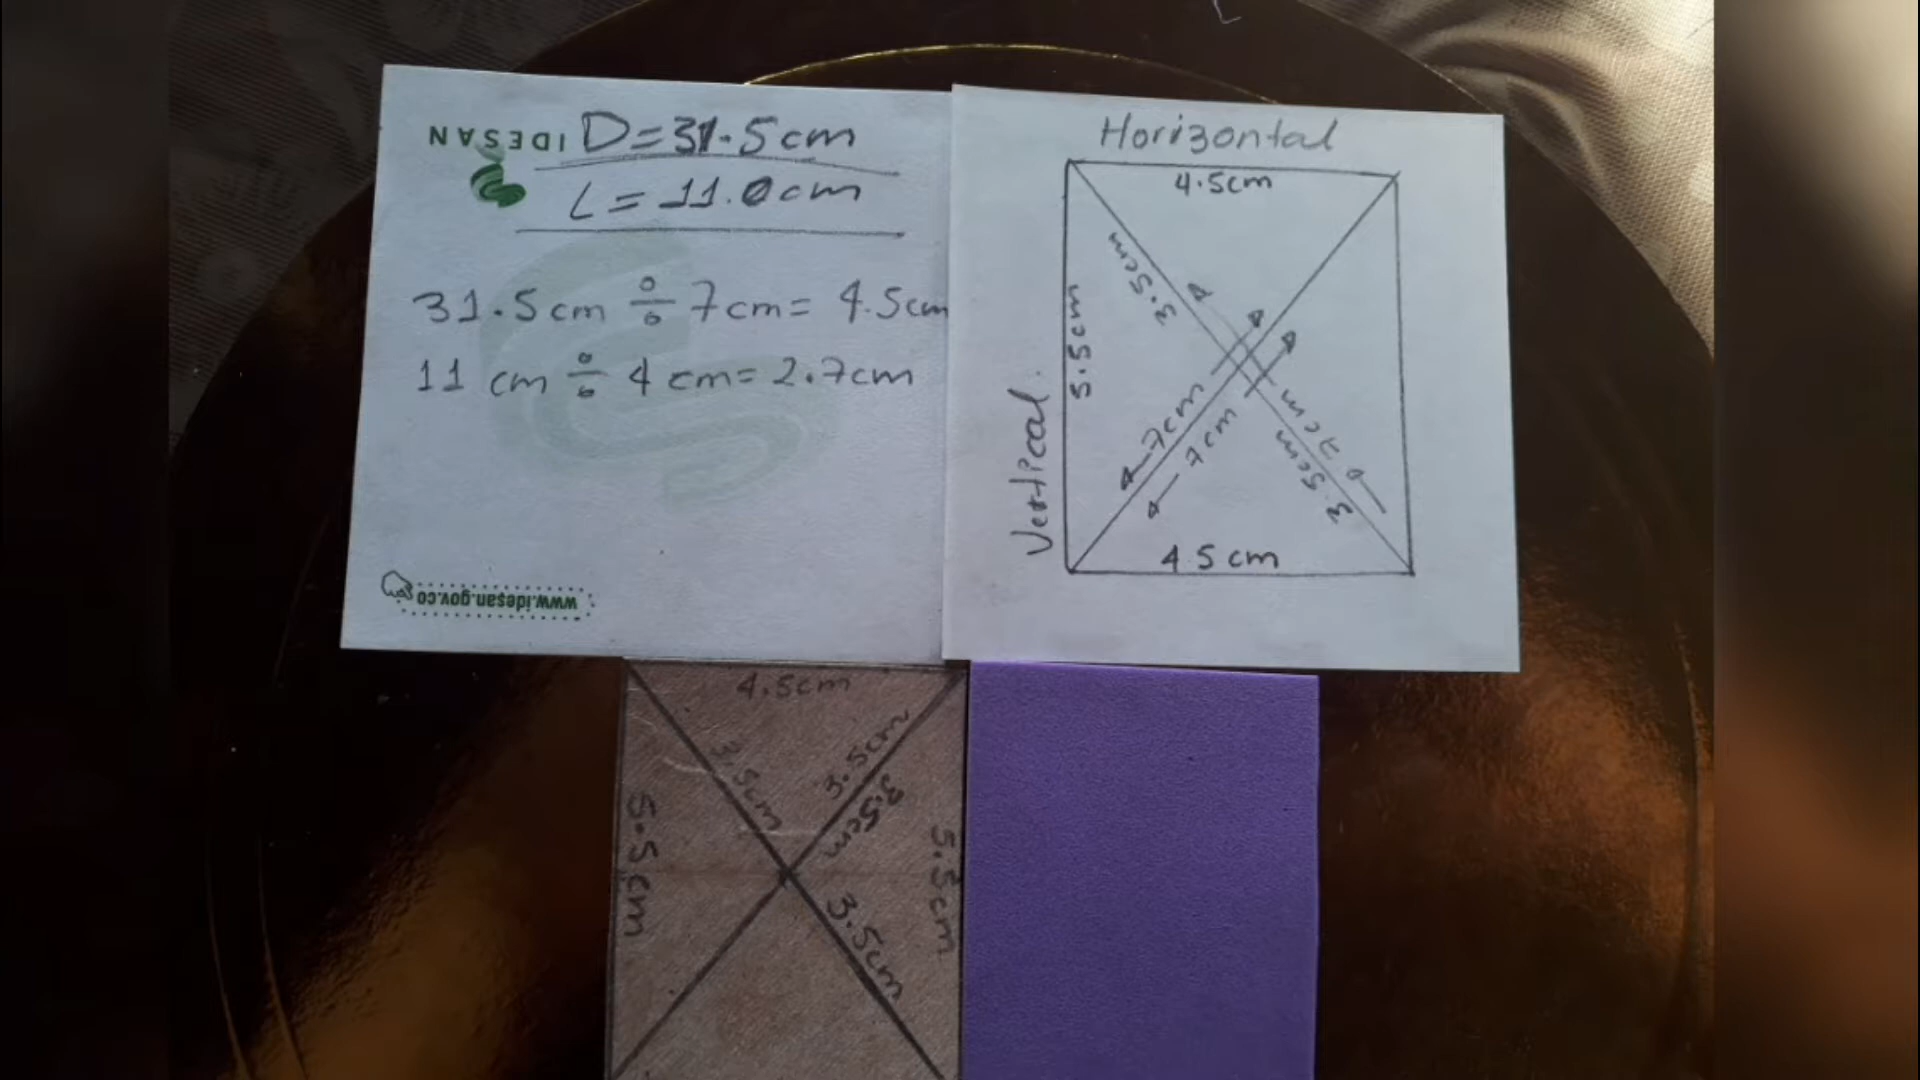 IDESAN
D=31.5cm
L=11.0cm
31.5cm ÷ 7cm= 4.5cm
11 cm ÷ 4 cm= 2.7cm
www.idesan.gov.co
Horizontal
4.5cm
3.5cm
5.5cm
Vertical.
7cm
7cm
7cm
3.5cm
4.5cm
4.5cm
3.5cm
3.5cm
3.5cm
5.5cm
5.5cm
3.5cm